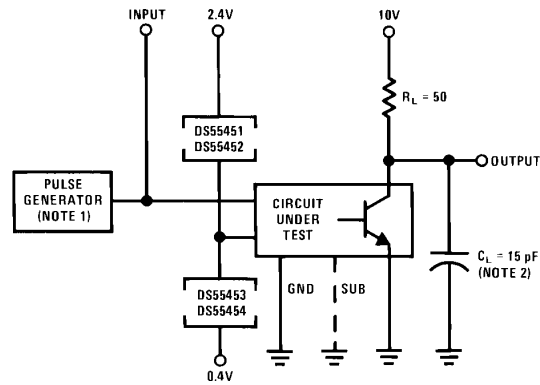 INPUT
2.4V
10V
R_L = 50
DS55451
DS55452
OUTPUT
PULSE
GENERATOR
(NOTE 1)
CIRCUIT
UNDER
TEST
C_L = 15 pF
(NOTE 2)
DS55453
DS55454
GND
SUB
0.4V